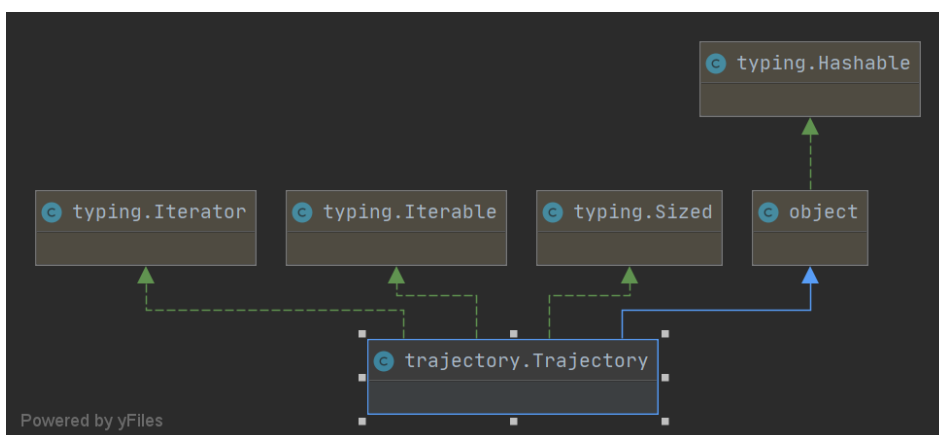 typing.Hashable
typing.Iterator
typing.Iterable
typing.Sized
object
trajectory.Trajectory
Powered by yFiles